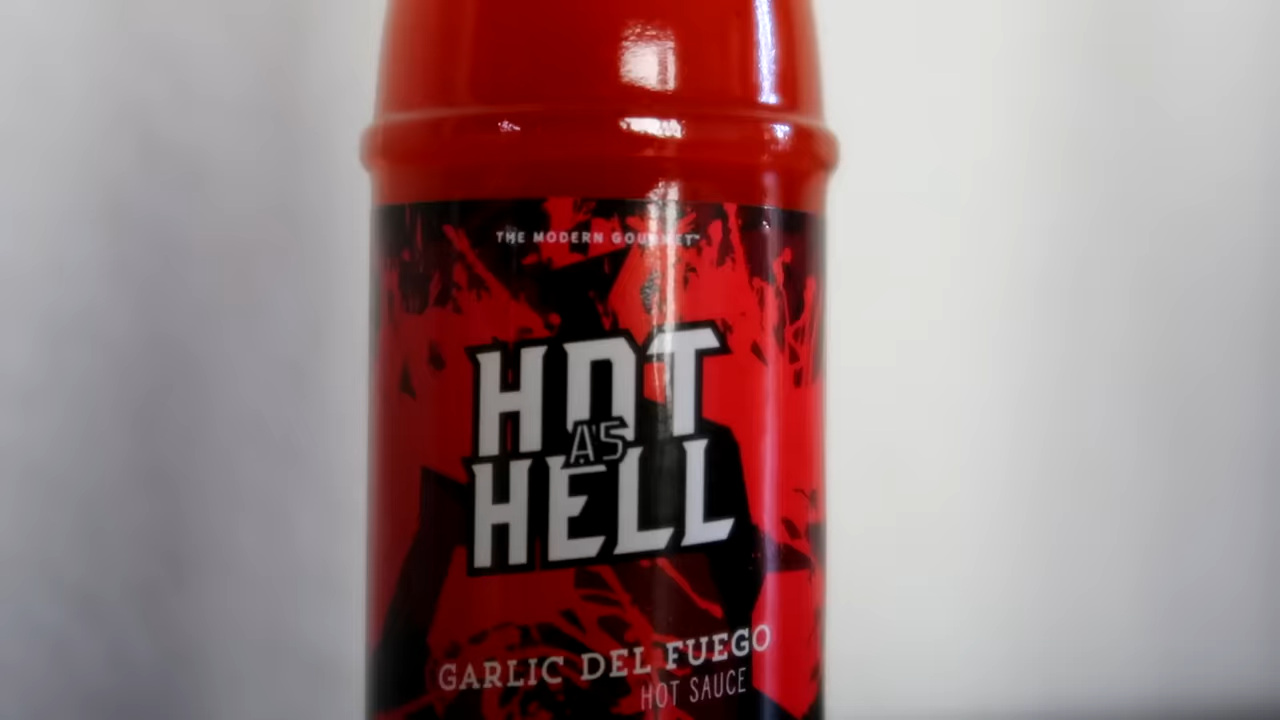 THE MODERN GOURMET™
HOT
AS
HELL
GARLIC DEL FUEGO
HOT SAUCE